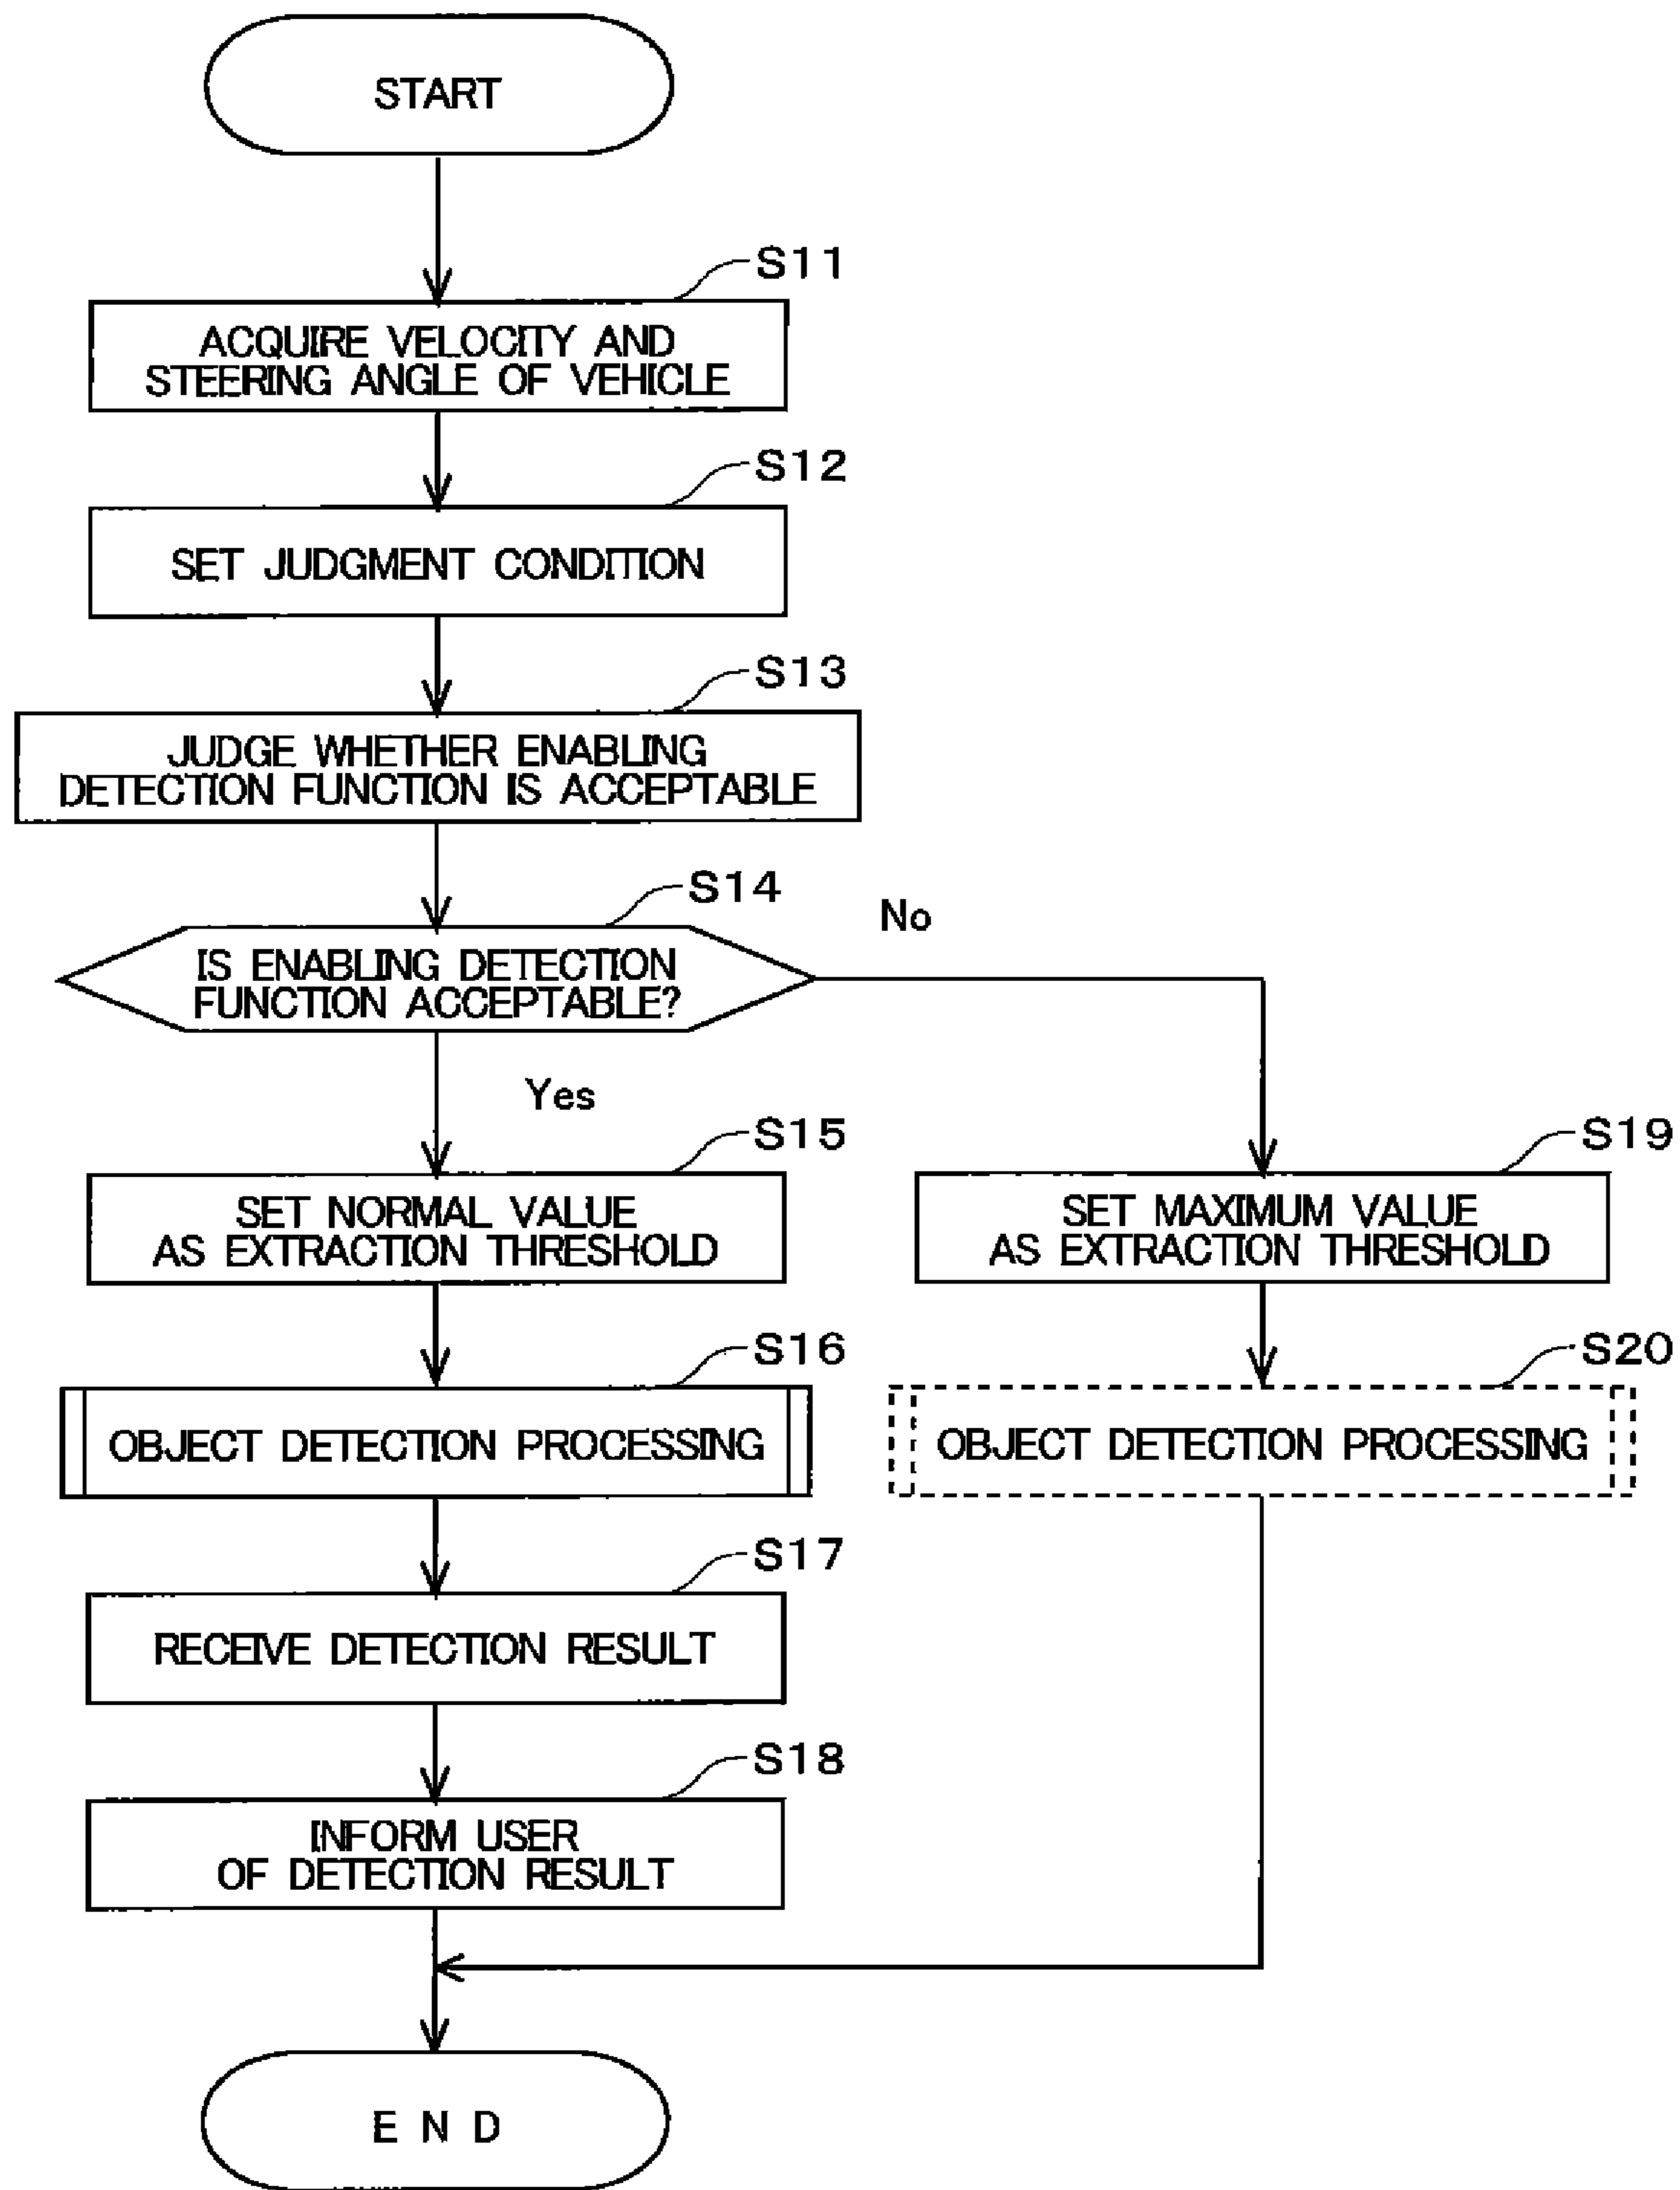 START
S11
ACQUIRE VELOCITY AND
STEERING ANGLE OF VEHICLE
S12
SET JUDGMENT CONDITION
S13
JUDGE WHETHER ENABLING
DETECTION FUNCTION IS ACCEPTABLE
S14
No
IS ENABLING DETECTION
FUNCTION ACCEPTABLE?
Yes
S15
SET NORMAL VALUE
AS EXTRACTION THRESHOLD
S19
SET MAXIMUM VALUE
AS EXTRACTION THRESHOLD
S16
OBJECT DETECTION PROCESSING
S20
OBJECT DETECTION PROCESSING
S17
RECEIVE DETECTION RESULT
S18
INFORM USER
OF DETECTION RESULT
END